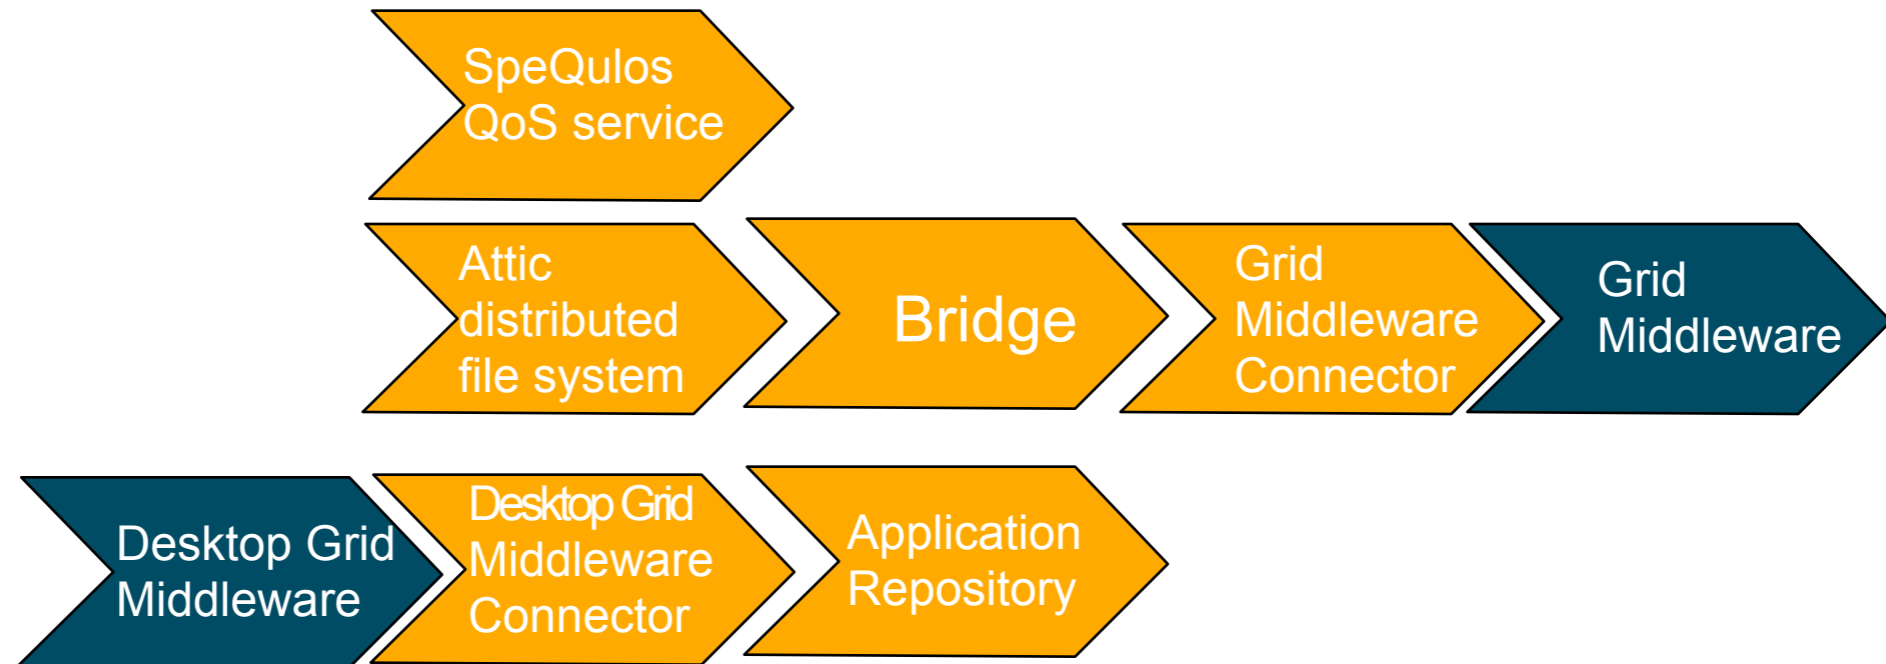 SpeQulos
QoS service
Attic
distributed
file system
Bridge
Grid
Middleware
Connector
Grid
Middleware
Desktop Grid
Middleware
Desktop Grid
Middleware
Connector
Application
Repository